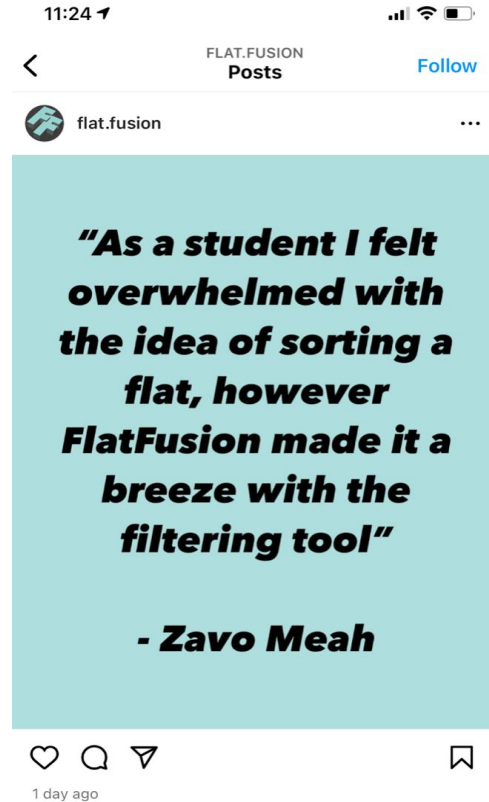 11:24
FLAT.FUSION
Posts
Follow
FF
flat.fusion
“As a student I felt
overwhelmed with
the idea of sorting a
flat, however
FlatFusion made it a
breeze with the
filtering tool”
- Zavo Meah
1 day ago